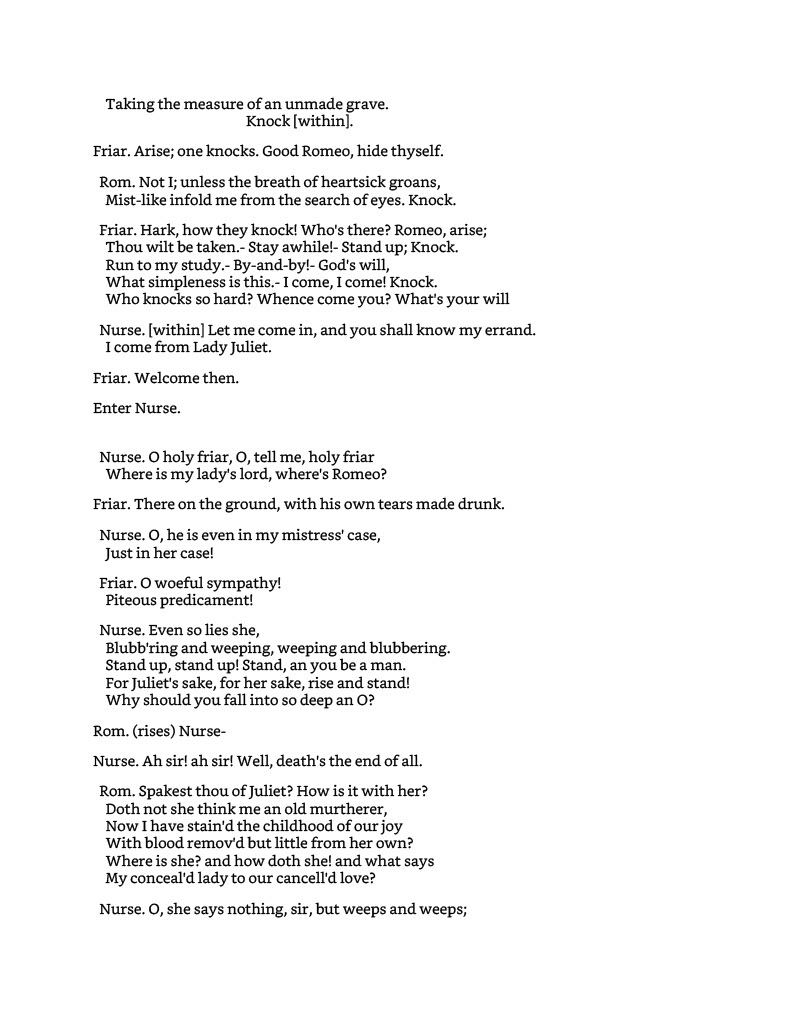 Taking the measure of an unmade grave.
Knock [within].
Friar. Arise; one knocks. Good Romeo, hide thyself.
Rom. Not I; unless the breath of heartsick groans,
Mist-like infold me from the search of eyes. Knock.
Friar. Hark, how they knock! Who's there? Romeo, arise;
Thou wilt be taken.- Stay awhile!- Stand up; Knock.
Run to my study.- By-and-by!- God's will,
What simpleness is this.- I come, I come! Knock.
Who knocks so hard? Whence come you? What's your will
Nurse. [within] Let me come in, and you shall know my errand.
I come from Lady Juliet.
Friar. Welcome then.
Enter Nurse.
Nurse. O holy friar, O, tell me, holy friar
Where is my lady's lord, where's Romeo?
Friar. There on the ground, with his own tears made drunk.
Nurse. O, he is even in my mistress' case,
Just in her case!
Friar. O woeful sympathy!
Piteous predicament!
Nurse. Even so lies she,
Blubb'ring and weeping, weeping and blubbering.
Stand up, stand up! Stand, an you be a man.
For Juliet's sake, for her sake, rise and stand!
Why should you fall into so deep an O?
Rom. (rises) Nurse-
Nurse. Ah sir! ah sir! Well, death's the end of all.
Rom. Spakest thou of Juliet? How is it with her?
Doth not she think me an old murtherer,
Now I have stain'd the childhood of our joy
With blood remov'd but little from her own?
Where is she? and how doth she! and what says
My conceal'd lady to our cancell'd love?
Nurse. O, she says nothing, sir, but weeps and weeps;